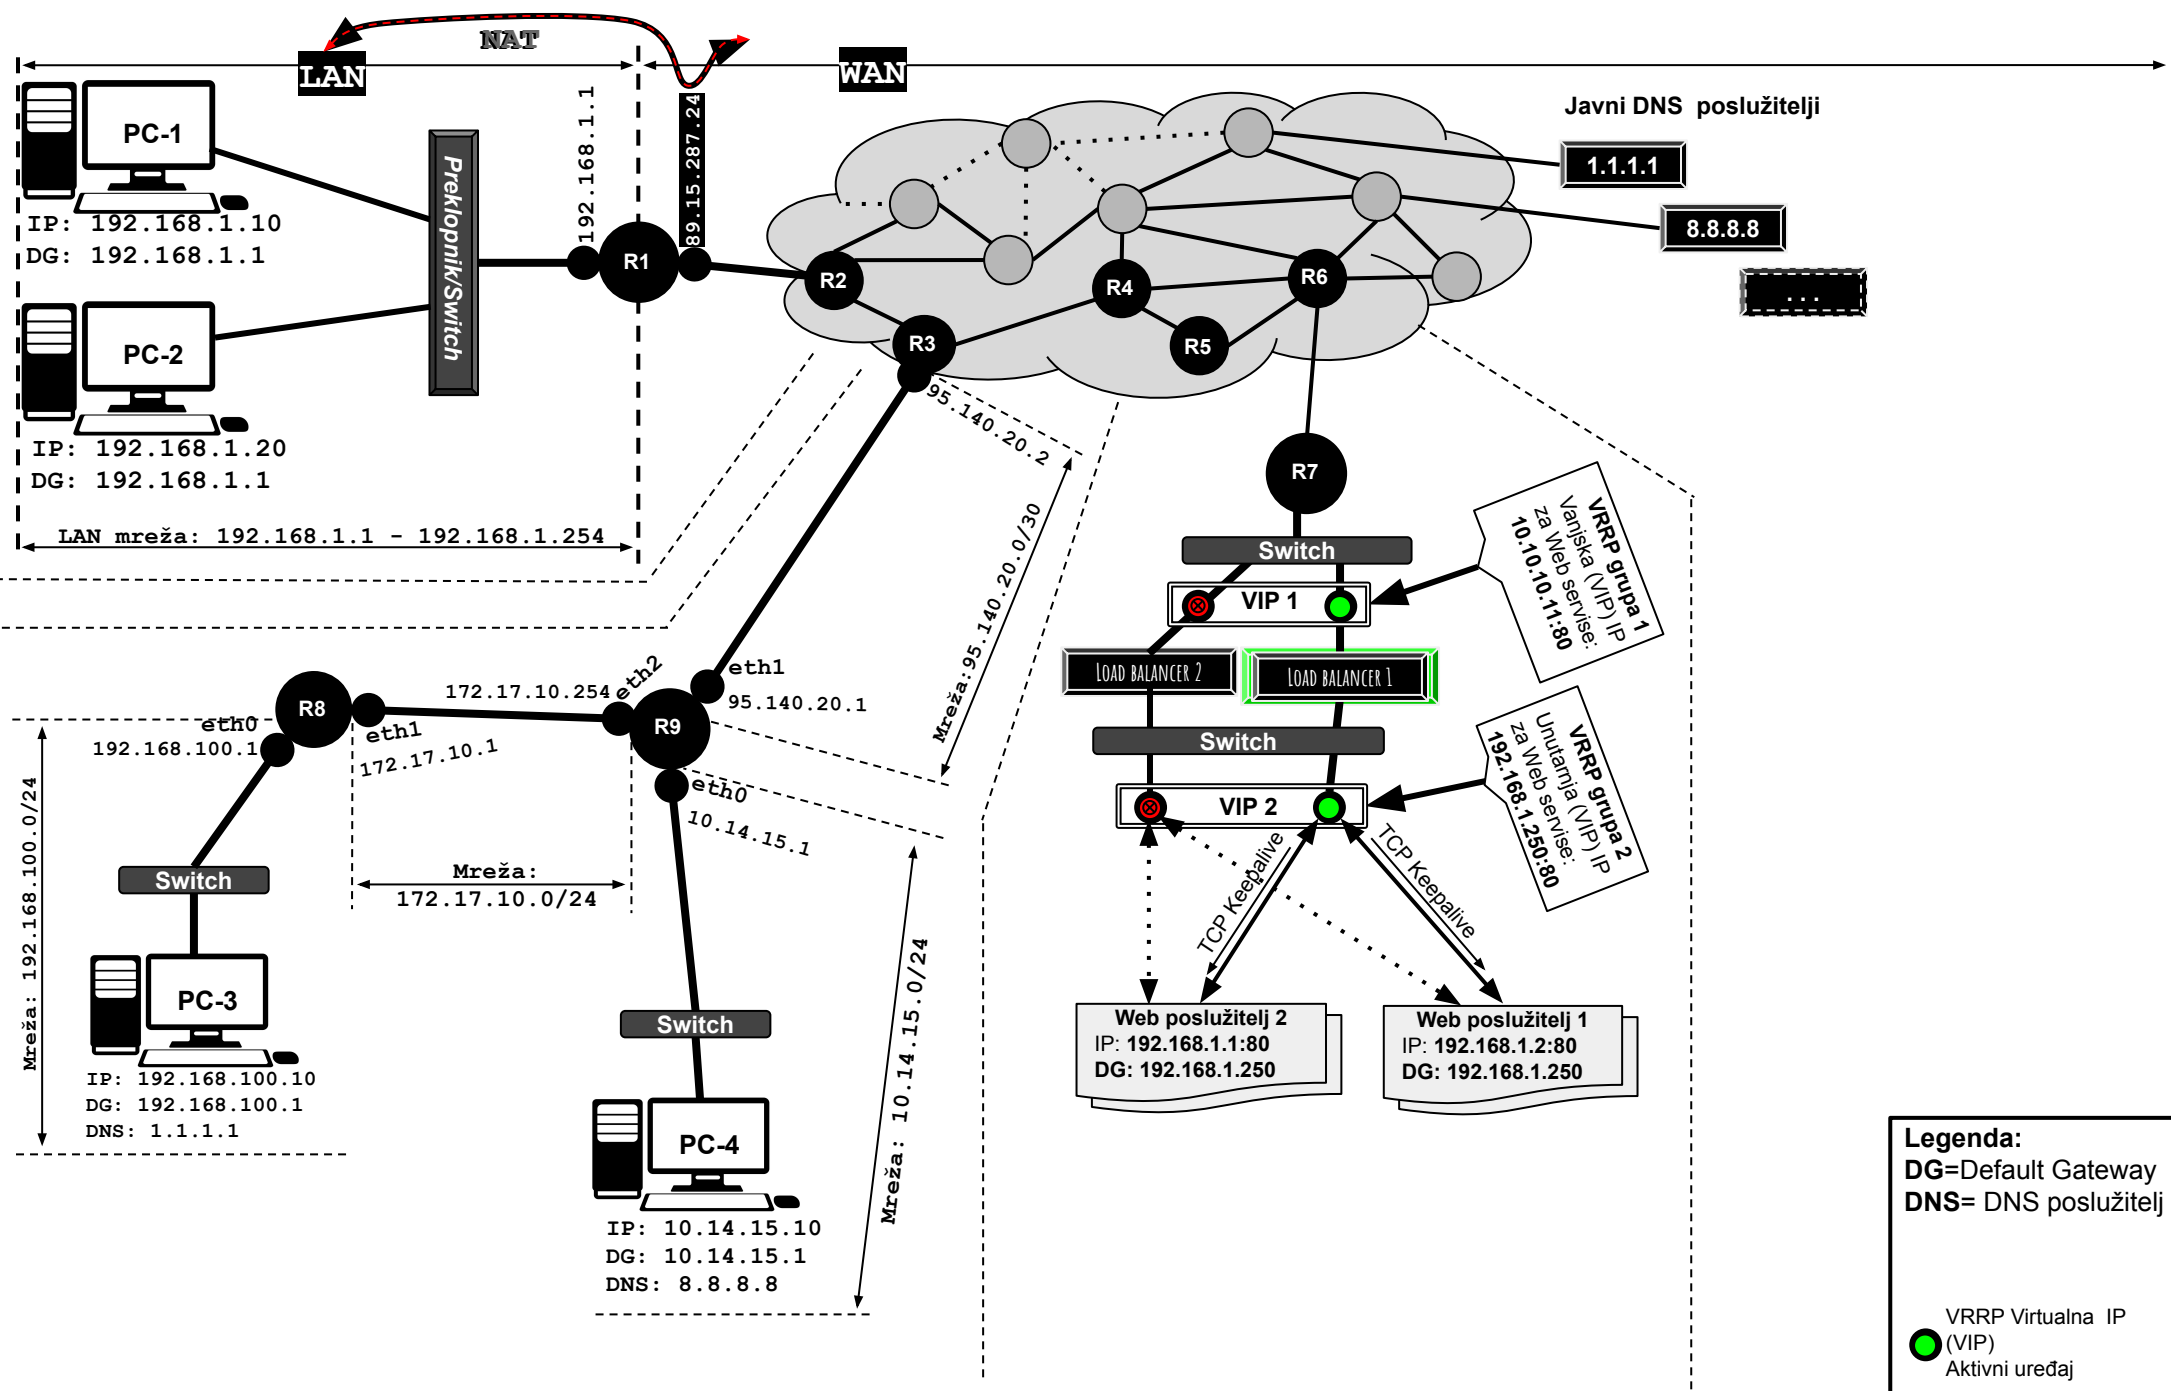 NAT
LAN
WAN
PC-1
IP: 192.168.1.10
DG: 192.168.1.1
PC-2
IP: 192.168.1.20
DG: 192.168.1.1
LAN mreža: 192.168.1.1 - 192.168.1.254
Preklopnik/Switch
192.168.1.1
R1
89.15.287.24
R2
R3
R4
R5
R6
Javni DNS poslužitelji
1.1.1.1
8.8.8.8
...
95.140.20.2
Mreža:95.140.20.0/30
R7
Switch
VIP 1
VRRP grupa 1
Vanjska (VIP) IP
za Web servise:
10.10.10.11:80
Load balancer 2
Load balancer 1
Switch
VIP 2
VRRP grupa 2
Unutarnja (VIP) IP
za Web servise:
192.168.1.250:80
TCP Keepalive
TCP Keepalive
Web poslužitelj 2
IP: 192.168.1.1:80
DG: 192.168.1.250
Web poslužitelj 1
IP: 192.168.1.2:80
DG: 192.168.1.250
R8
eth0
192.168.100.1
eth1
172.17.10.1
172.17.10.254
eth2
R9
eth1
95.140.20.1
eth0
10.14.15.1
Mreža:
172.17.10.0/24
Mreža: 192.168.100.0/24
Switch
PC-3
IP: 192.168.100.10
DG: 192.168.100.1
DNS: 1.1.1.1
Switch
PC-4
IP: 10.14.15.10
DG: 10.14.15.1
DNS: 8.8.8.8
Mreža: 10.14.15.0/24
Legenda:
DG=Default Gateway
DNS= DNS poslužitelj
VRRP Virtualna IP
(VIP)
Aktivni uređaj